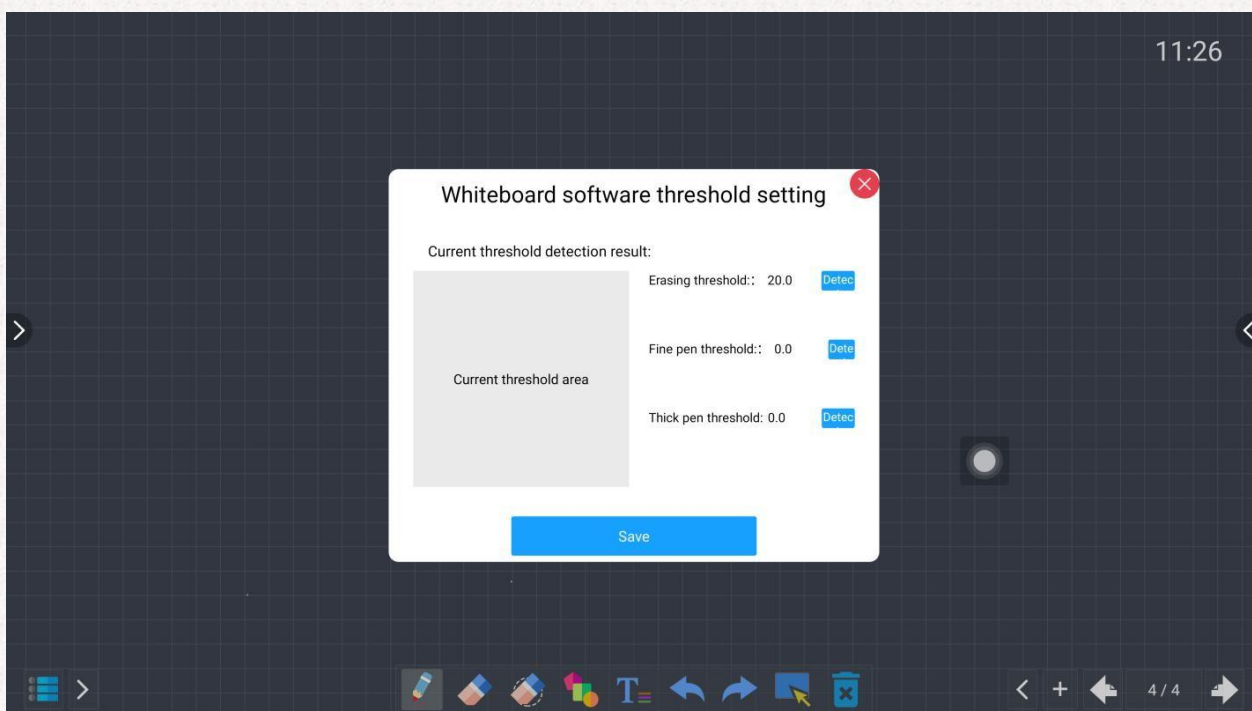 11:26
Whiteboard software threshold setting
Current threshold detection result:
Erasing threshold:: 20.0 Detec
Fine pen threshold:: 0.0 Dete
Current threshold area
Thick pen threshold: 0.0 Detec
Save
T
4/4